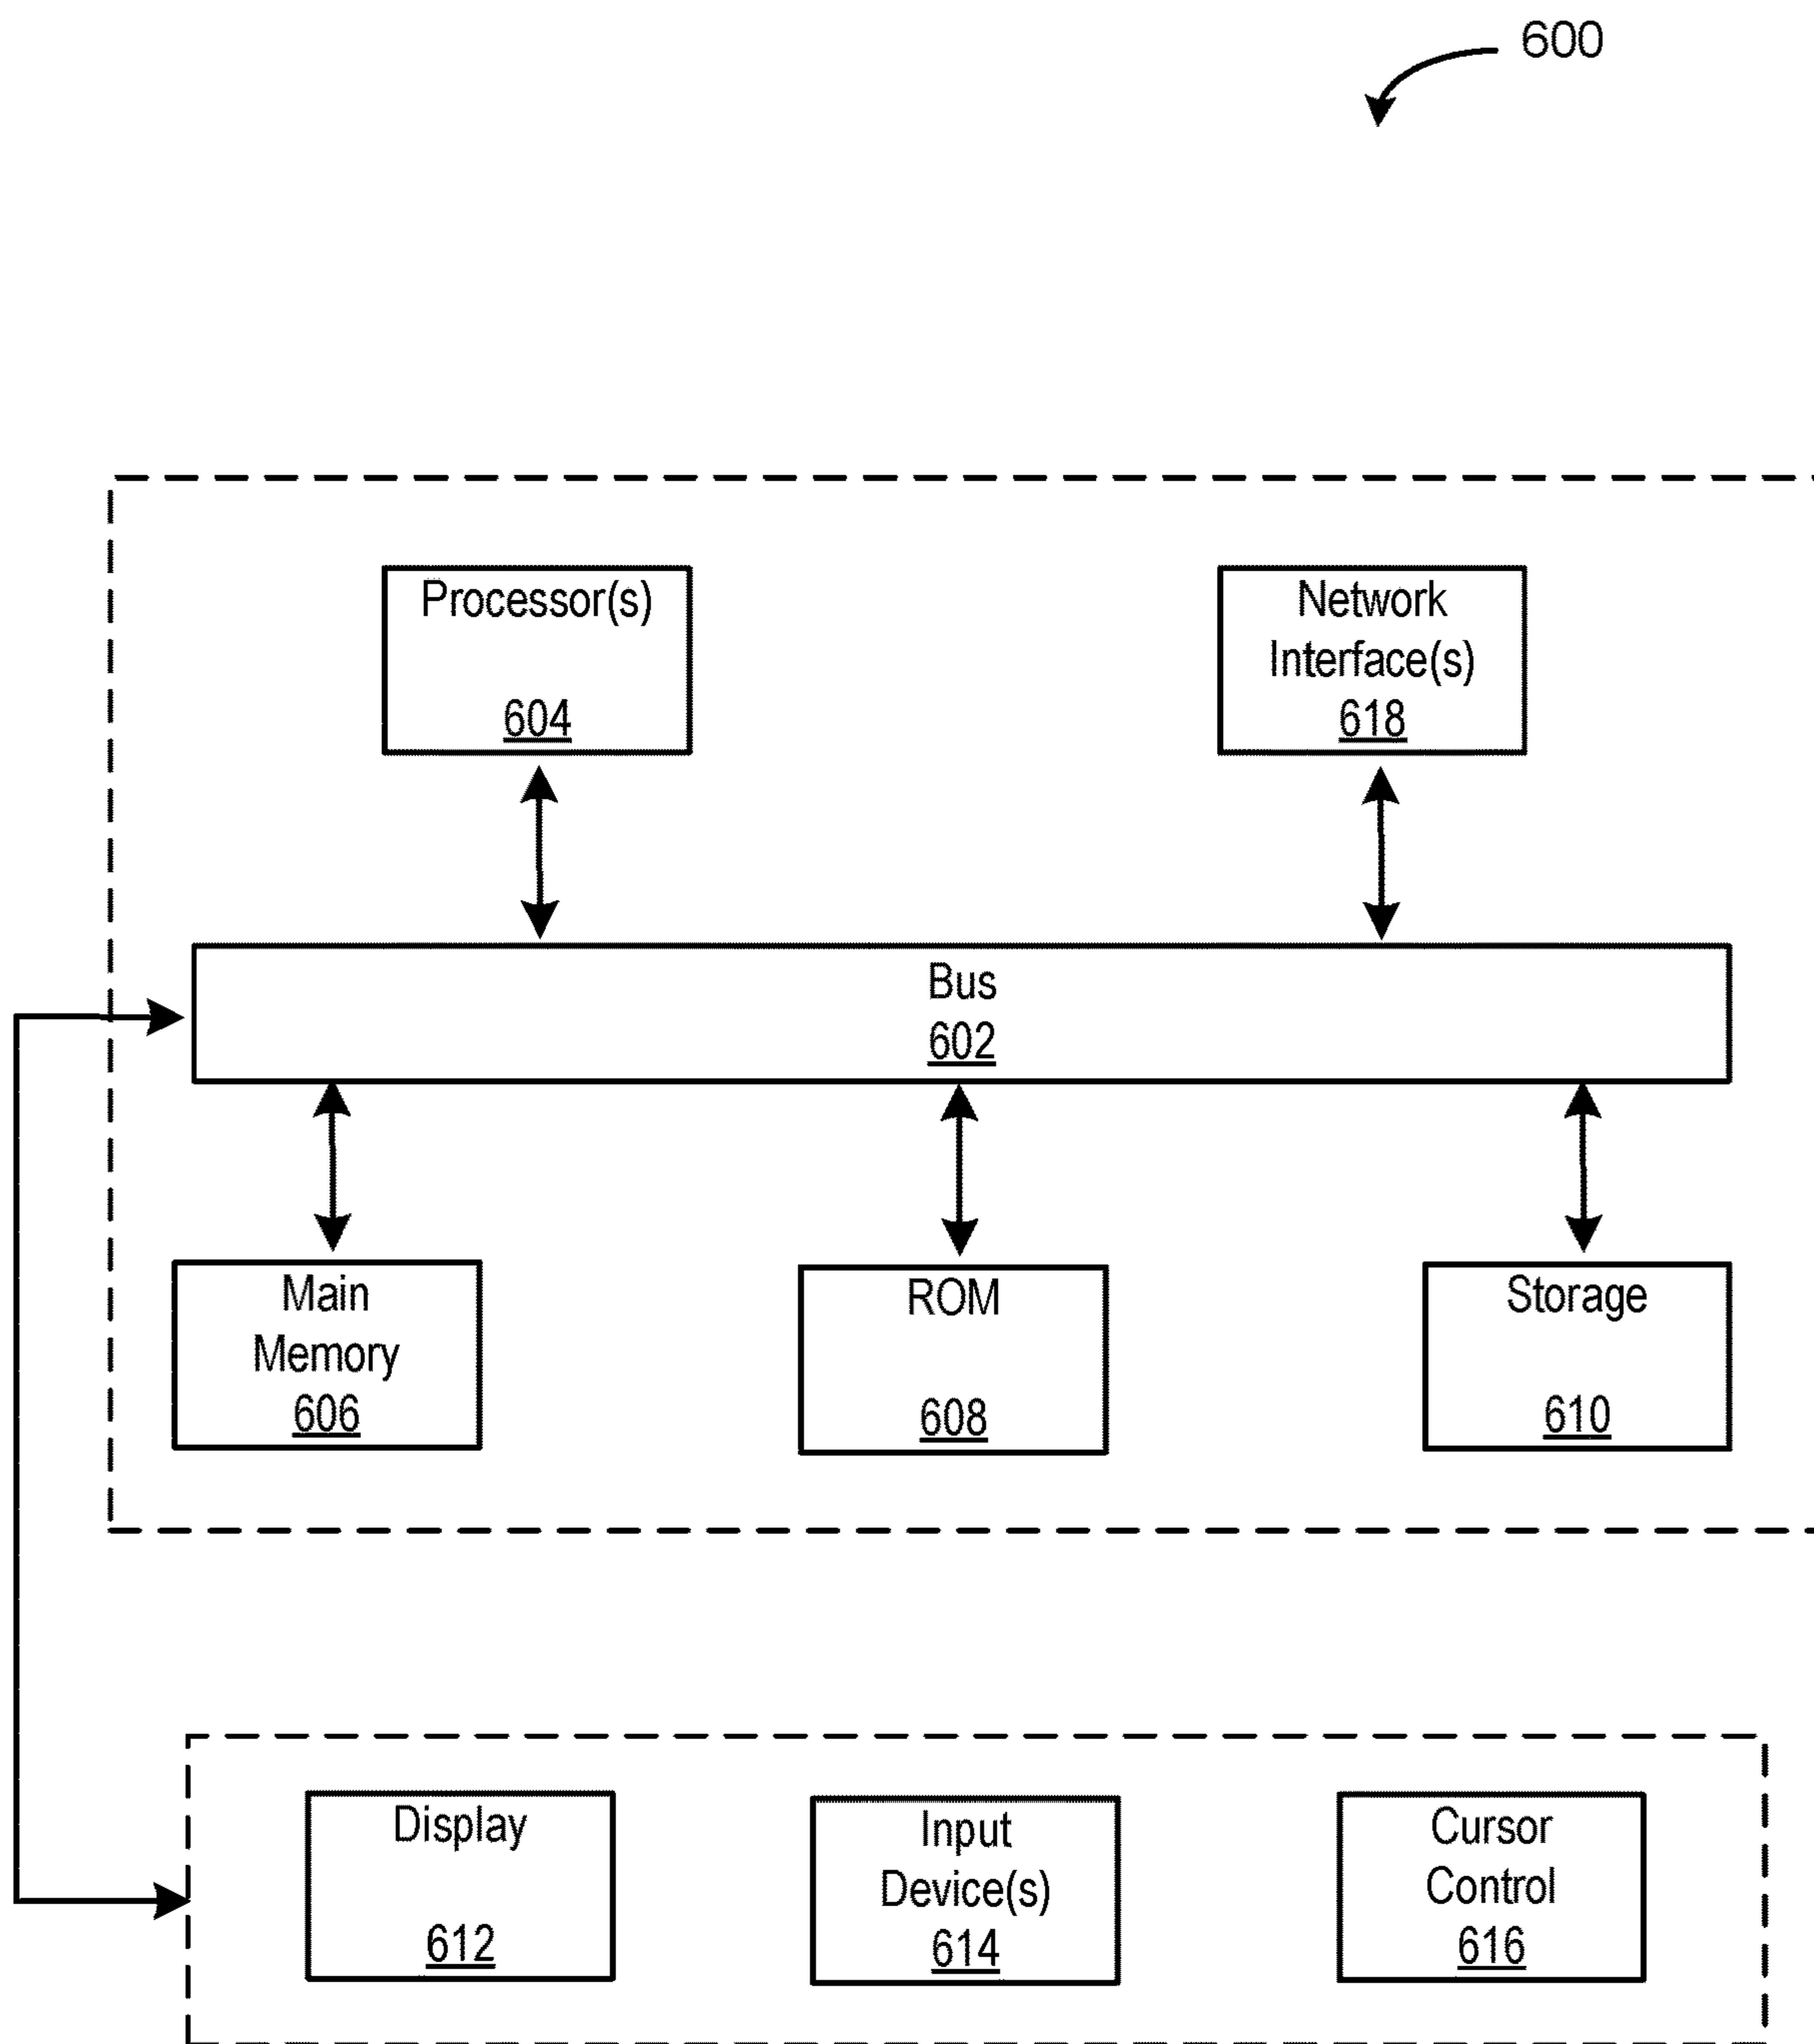 600
Processor(s)
604
Network
Interface(s)
618
Bus
602
Main
Memory
606
ROM
608
Storage
610
Display
612
Input
Device(s)
614
Cursor
Control
616